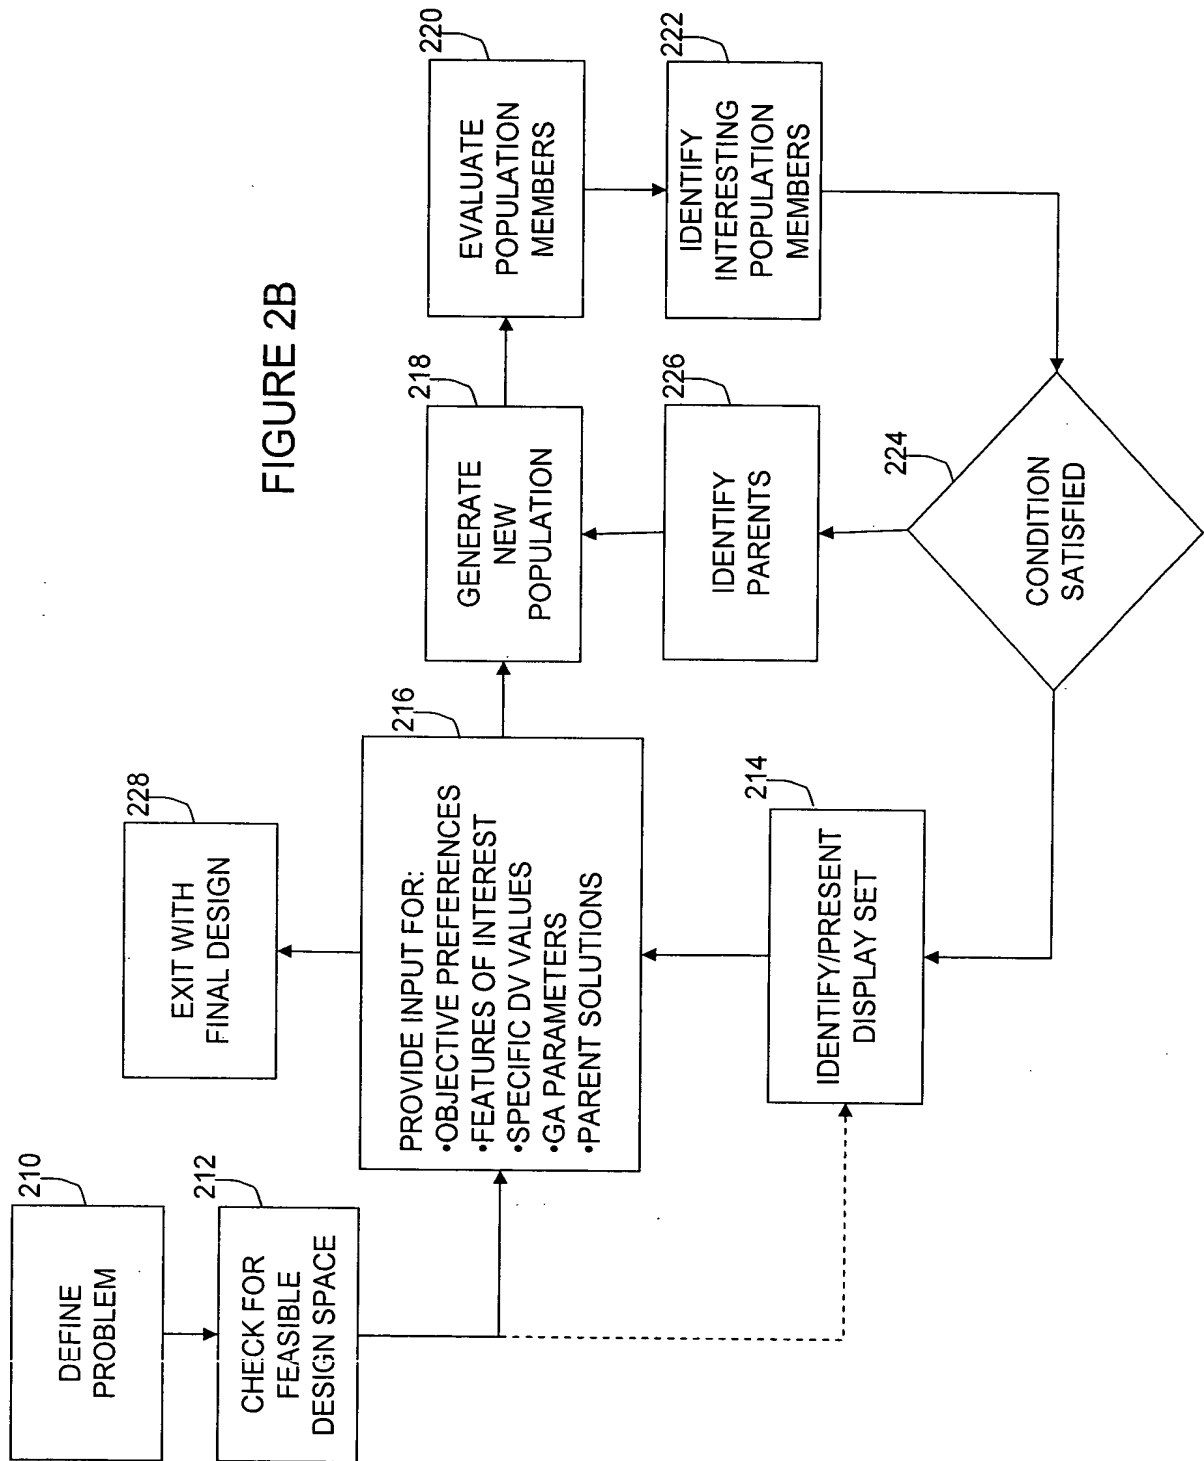 FIGURE 2B
210
DEFINE
PROBLEM
212
CHECK FOR
FEASIBLE
DESIGN SPACE
228
EXIT WITH
FINAL DESIGN
216
PROVIDE INPUT FOR:
•OBJECTIVE PREFERENCES
•FEATURES OF INTEREST
•SPECIFIC DV VALUES
•GA PARAMETERS
•PARENT SOLUTIONS
214
IDENTIFY/PRESENT
DISPLAY SET
218
GENERATE
NEW
POPULATION
226
IDENTIFY
PARENTS
224
CONDITION
SATISFIED
220
EVALUATE
POPULATION
MEMBERS
222
IDENTIFY
INTERESTING
POPULATION
MEMBERS